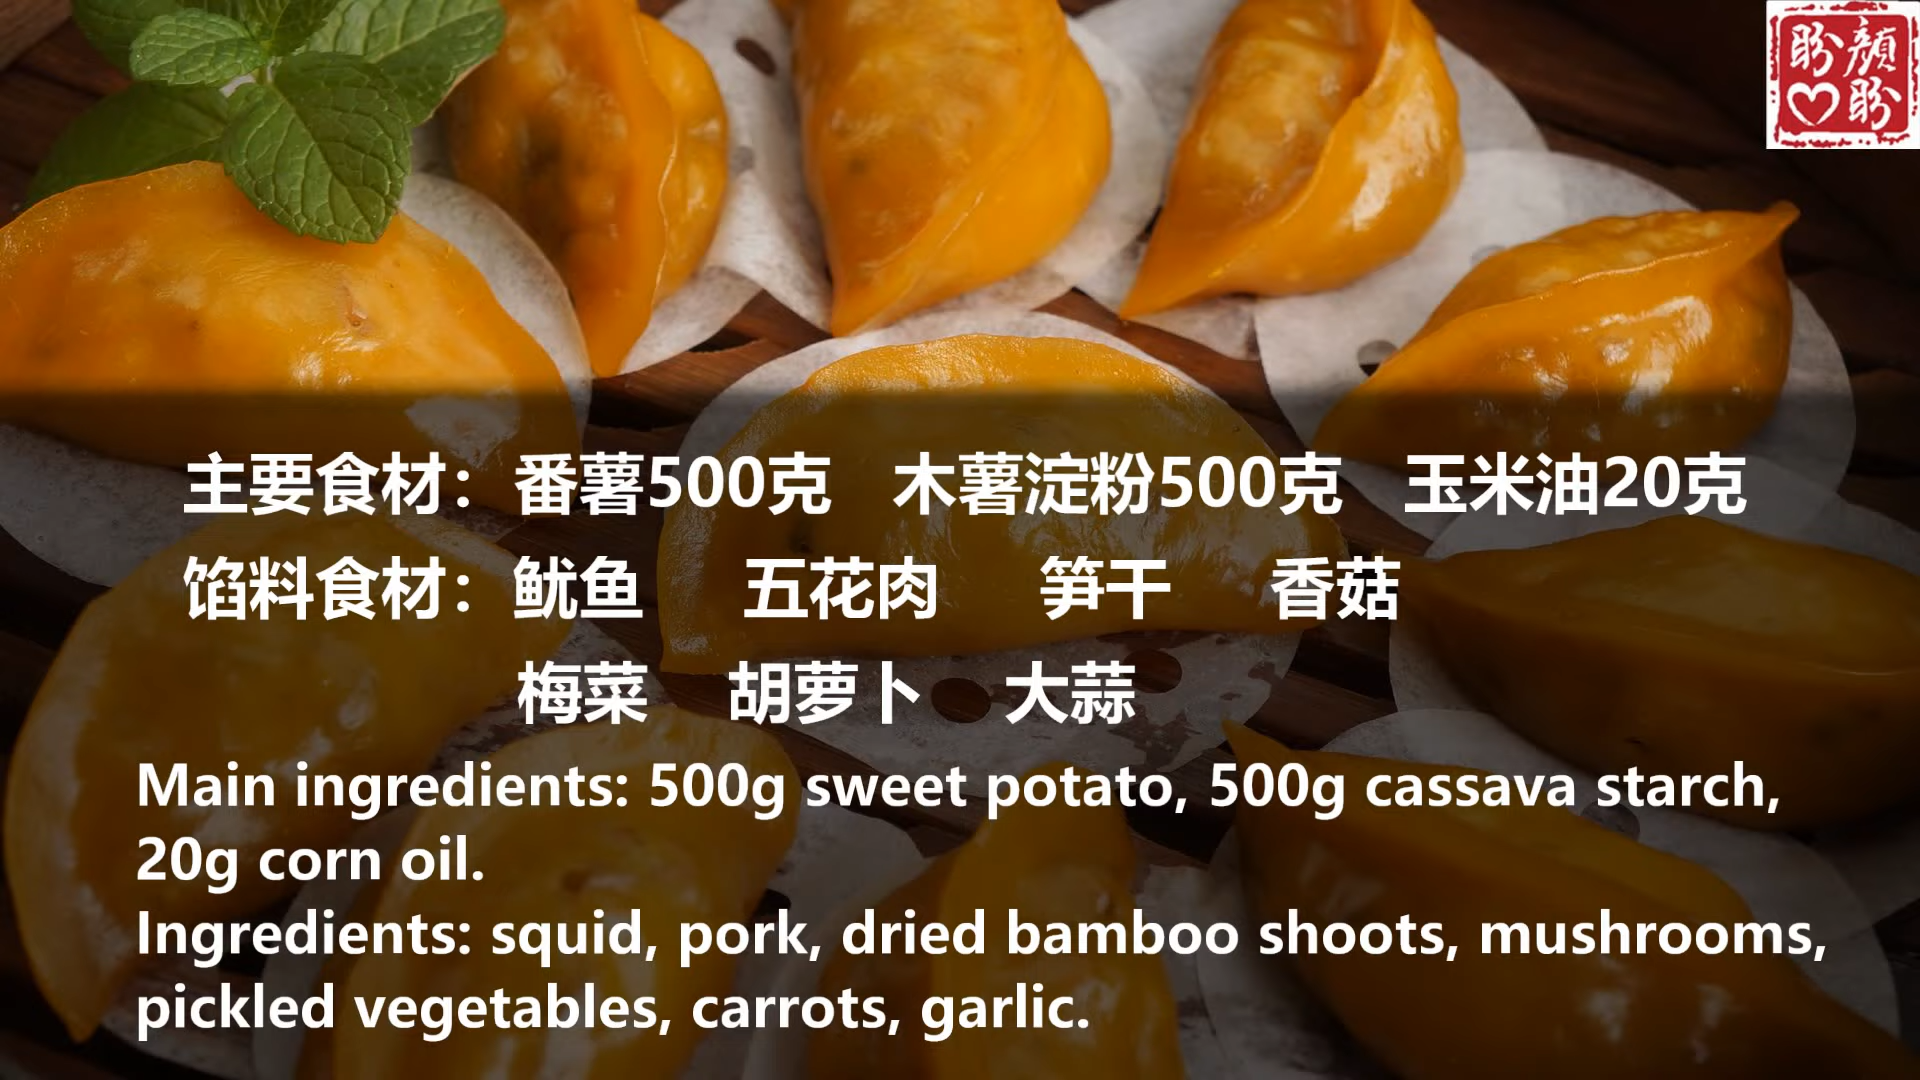 盼颜
盼
主要食材：番薯500克 木薯淀粉500克 玉米油20克
馅料食材：鱿鱼 五花肉 笋干 香菇
梅菜 胡萝卜 大蒜
Main ingredients: 500g sweet potato, 500g cassava starch,
20g corn oil.
Ingredients: squid, pork, dried bamboo shoots, mushrooms,
pickled vegetables, carrots, garlic.